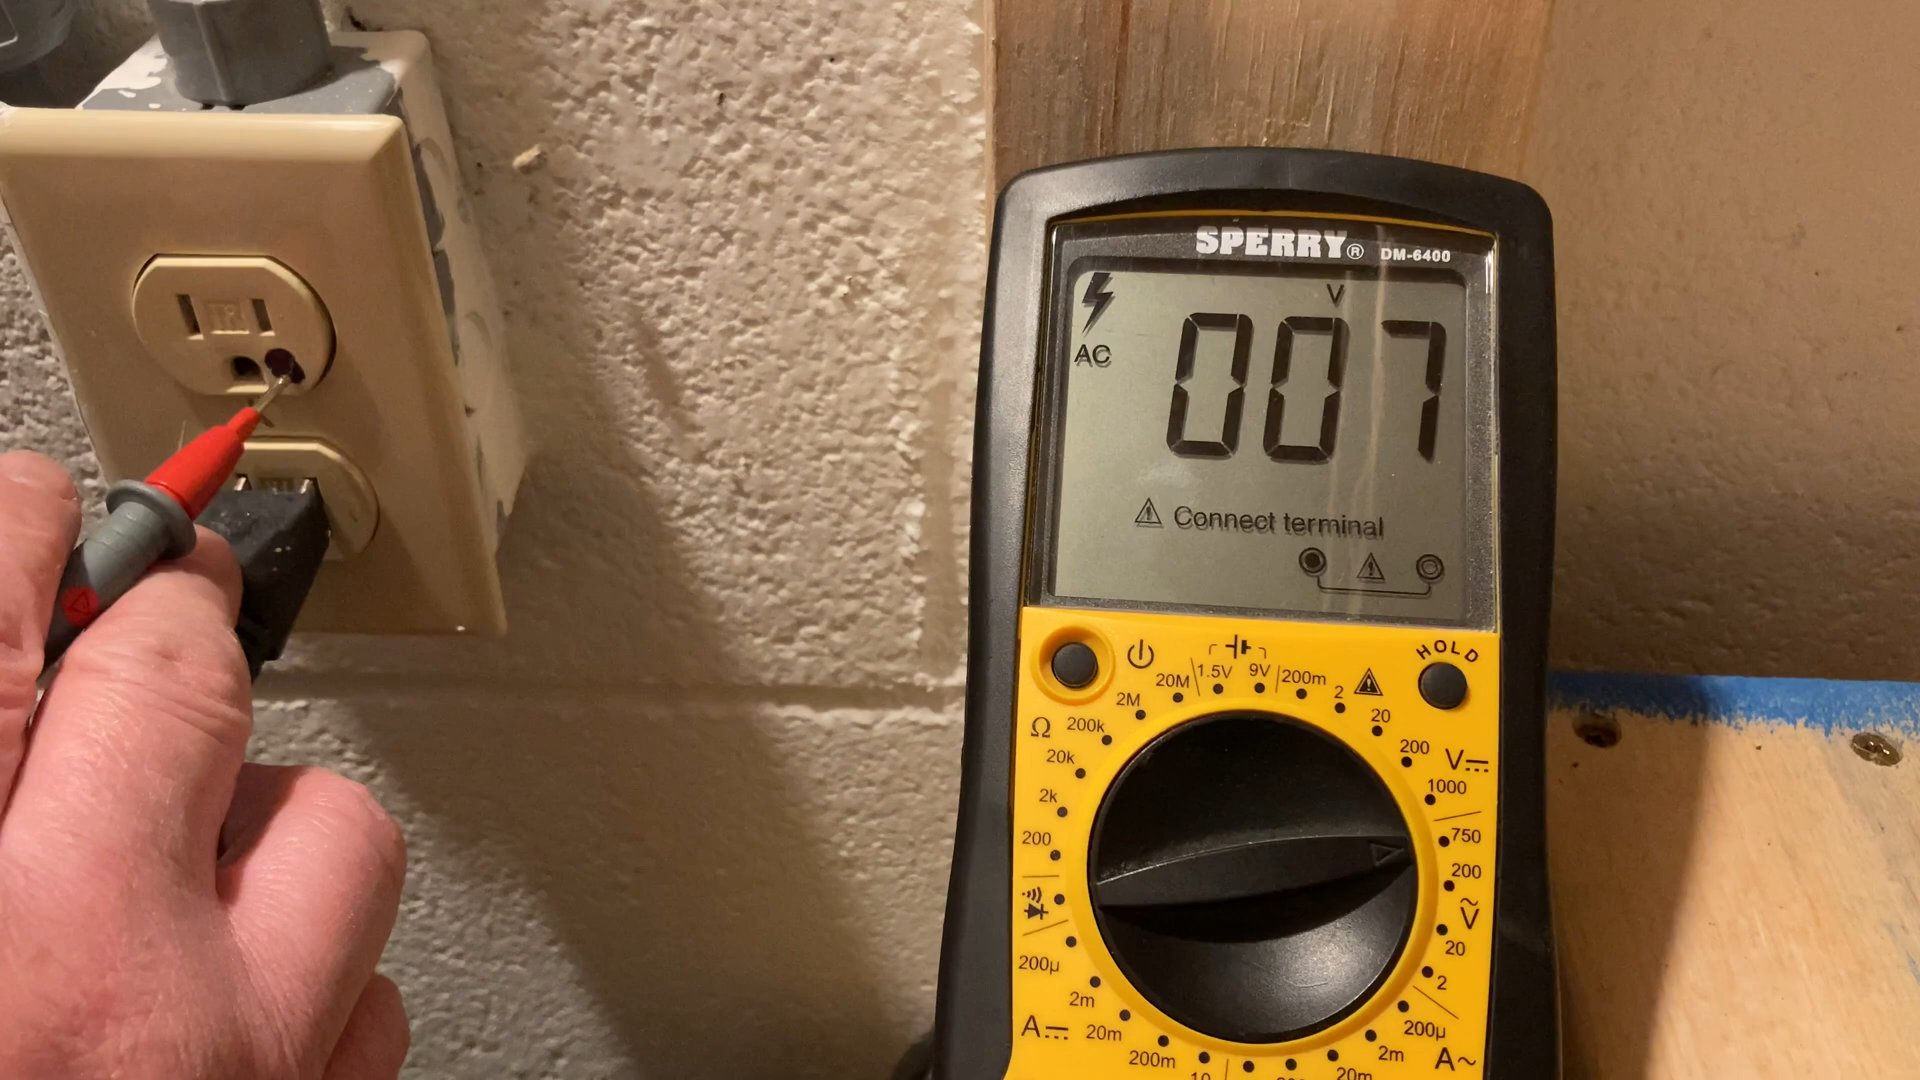 SPERRY® DM-6400
V
AC
007
Connect terminal
HOLD
1.5V 9V 200m
20M 2
2M 20
Ω 200k 200 V
20k 1000
2k 750
200 200
V
20
200µ 2
2m 200µ
A 20m 2m A~
200m 20m
10
TR